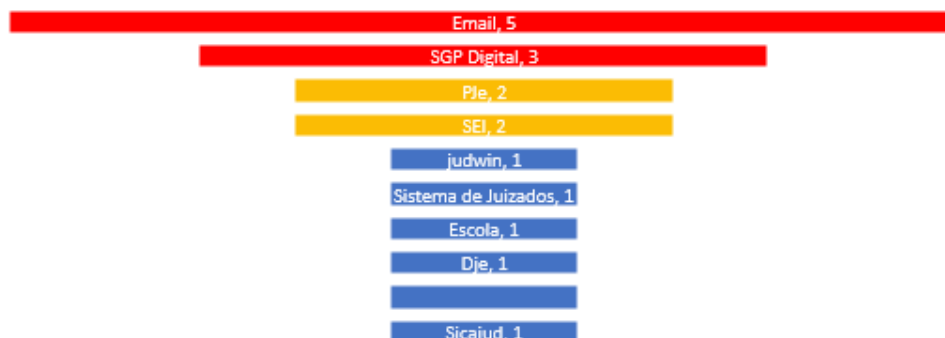 Email, 5
SGP Digital, 3
PJe, 2
SEI, 2
judwin, 1
Sistema de Juizados, 1
Escola, 1
Dje, 1
Sicajud, 1